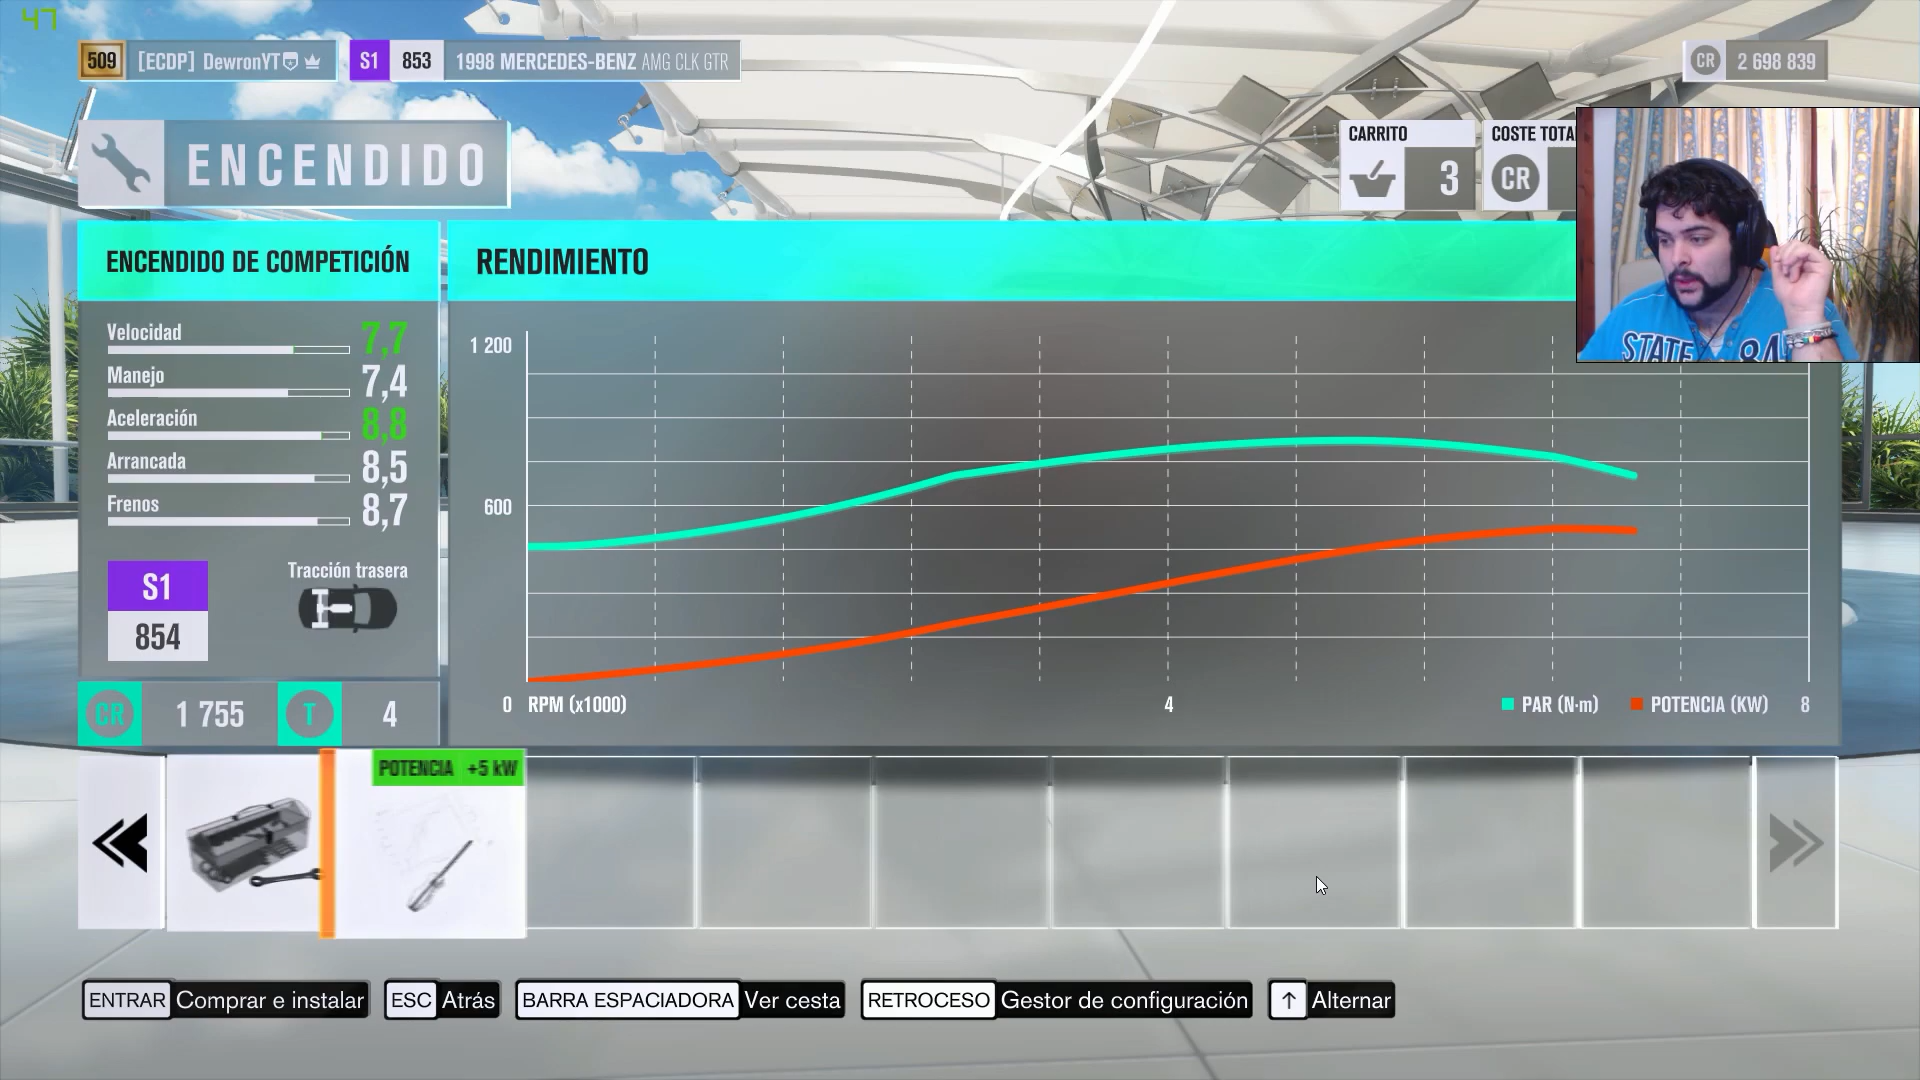 47
509 [ECDP] DewronYT S1 853 1998 MERCEDES-BENZ AMG CLK GTR
CR 2 698 839
ENCENDIDO
CARRITO
3
COSTE TOTA
CR
ENCENDIDO DE COMPETICIÓN
Velocidad 7,7
Manejo 7,4
Aceleración 8,8
Arrancada 8,5
Frenos 8,7
S1
854
Tracción trasera
CR 1 755 T 4
RENDIMIENTO
1 200
600
0 RPM (x1000) 4 PAR (N·m) POTENCIA (KW) 8
STATE 84
POTENCIA +5 kW
ENTRAR Comprar e instalar ESC Atrás BARRA ESPACIADORA Ver cesta RETROCESO Gestor de configuración ↑ Alternar